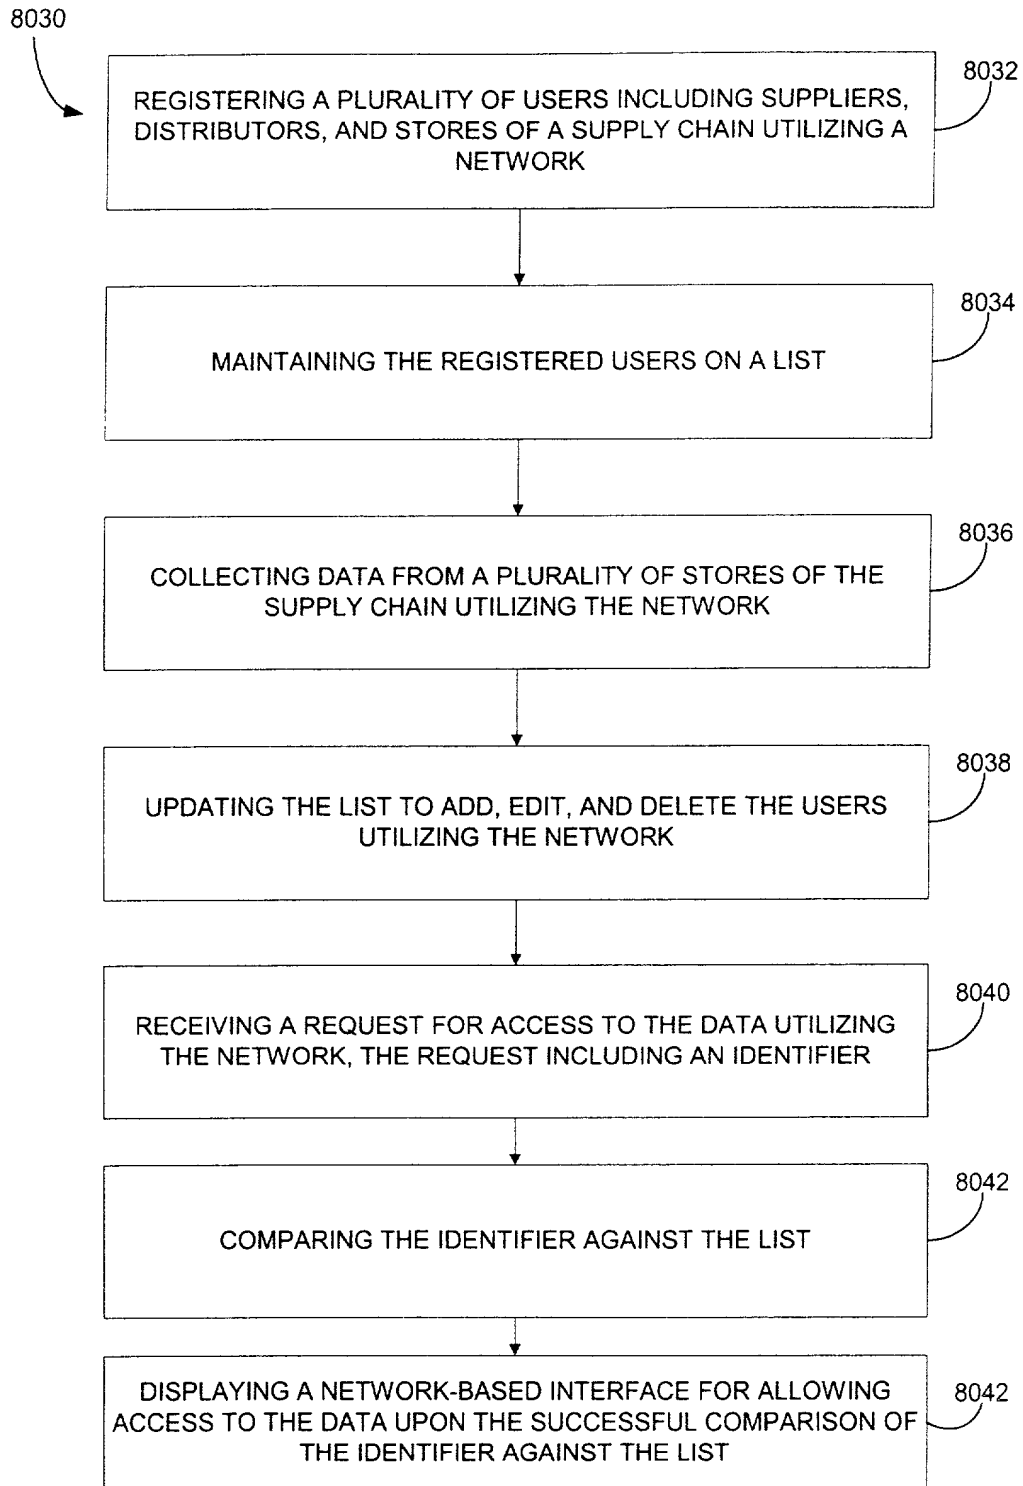 8030
8032
REGISTERING A PLURALITY OF USERS INCLUDING SUPPLIERS,
DISTRIBUTORS, AND STORES OF A SUPPLY CHAIN UTILIZING A
NETWORK
8034
MAINTAINING THE REGISTERED USERS ON A LIST
8036
COLLECTING DATA FROM A PLURALITY OF STORES OF THE
SUPPLY CHAIN UTILIZING THE NETWORK
8038
UPDATING THE LIST TO ADD, EDIT, AND DELETE THE USERS
UTILIZING THE NETWORK
8040
RECEIVING A REQUEST FOR ACCESS TO THE DATA UTILIZING
THE NETWORK, THE REQUEST INCLUDING AN IDENTIFIER
8042
COMPARING THE IDENTIFIER AGAINST THE LIST
8042
DISPLAYING A NETWORK-BASED INTERFACE FOR ALLOWING
ACCESS TO THE DATA UPON THE SUCCESSFUL COMPARISON OF
THE IDENTIFIER AGAINST THE LIST